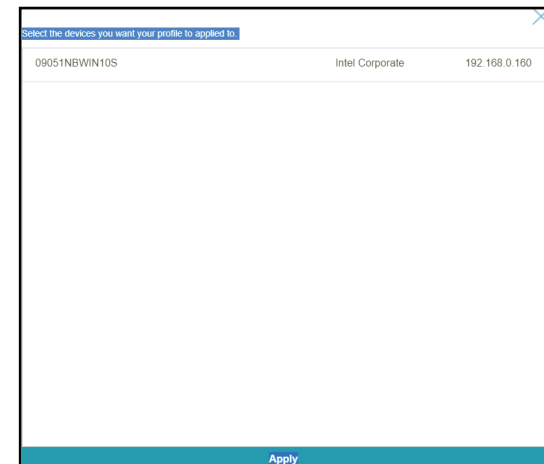 Select the devices you want your profile to applied to.
09051NBWIN10S Intel Corporate 192.168.0.160
Apply